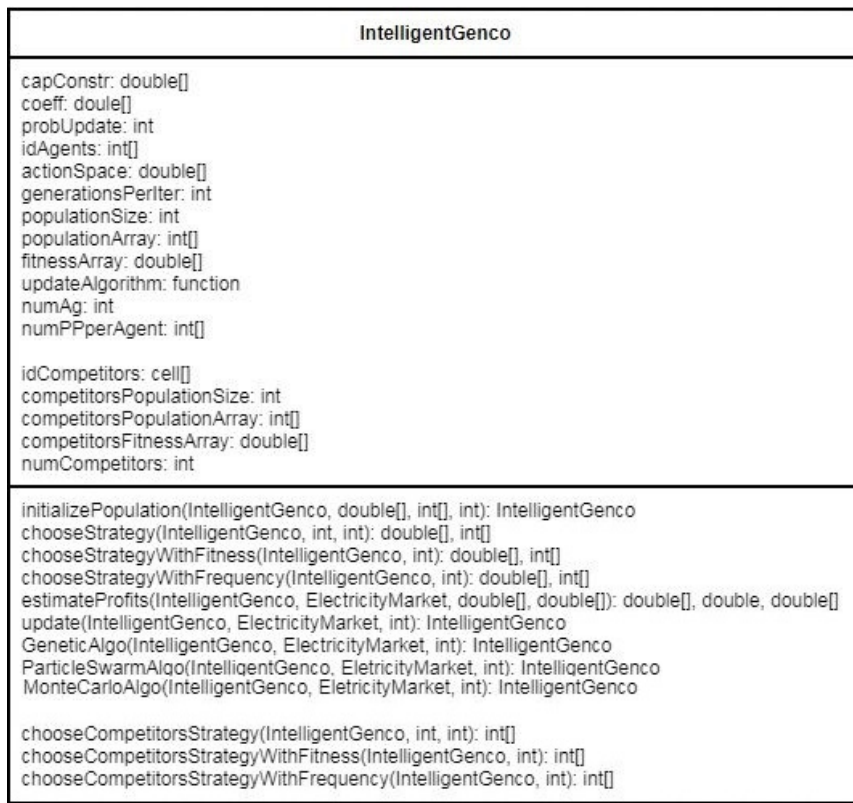 IntelligentGenco
capConstr: double[]
coeff: doule[]
probUpdate: int
idAgents: int[]
actionSpace: double[]
generationsPerIter: int
populationSize: int
populationArray: int[]
fitnessArray: double[]
updateAlgorithm: function
numAg: int
numPPperAgent: int[]
idCompetitors: cell[]
competitorsPopulationSize: int
competitorsPopulationArray: int[]
competitorsFitnessArray: double[]
numCompetitors: int
initializePopulation(IntelligentGenco, double[], int[], int): IntelligentGenco
chooseStrategy(IntelligentGenco, int, int): double[], int[]
chooseStrategyWithFitness(IntelligentGenco, int): double[], int[]
chooseStrategyWithFrequency(IntelligentGenco, int): double[], int[]
estimateProfits(IntelligentGenco, ElectricityMarket, double[], double[]): double[], double, double[]
update(IntelligentGenco, ElectricityMarket, int): IntelligentGenco
GeneticAlgo(IntelligentGenco, ElectricityMarket, int): IntelligentGenco
ParticleSwarmAlgo(IntelligentGenco, EletricityMarket, int): IntelligentGenco
MonteCarloAlgo(IntelligentGenco, EletricityMarket, int): IntelligentGenco
chooseCompetitorsStrategy(IntelligentGenco, int, int): int[]
chooseCompetitorsStrategyWithFitness(IntelligentGenco, int): int[]
chooseCompetitorsStrategyWithFrequency(IntelligentGenco, int): int[]